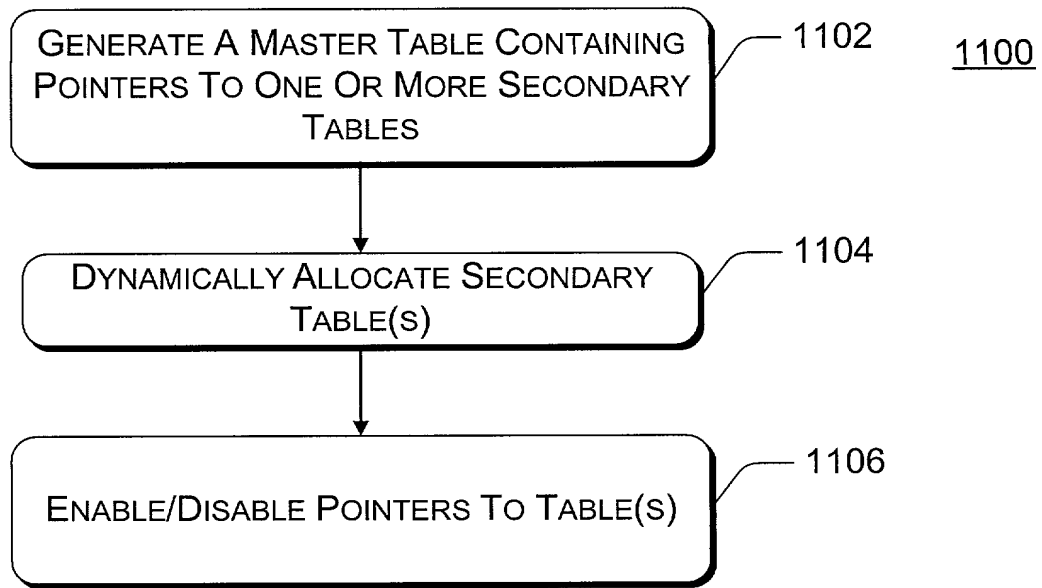 GENERATE A MASTER TABLE CONTAINING
POINTERS TO ONE OR MORE SECONDARY
TABLES
1102
1100
DYNAMICALLY ALLOCATE SECONDARY
TABLE(S)
1104
ENABLE/DISABLE POINTERS TO TABLE(S)
1106